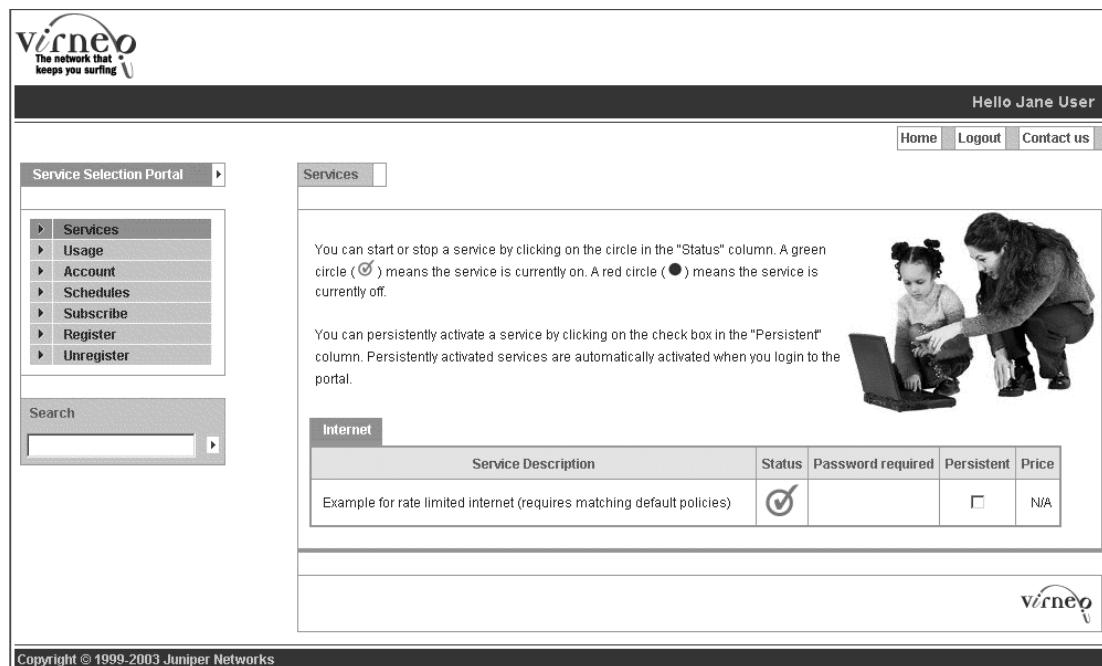 virneo
The network that
keeps you surfing
Hello Jane User
Home Logout Contact us
Service Selection Portal
Services
Usage
Account
Schedules
Subscribe
Register
Unregister
Search
Services
You can start or stop a service by clicking on the circle in the "Status" column. A green
circle ( ) means the service is currently on. A red circle ( ) means the service is
currently off.
You can persistently activate a service by clicking on the check box in the "Persistent"
column. Persistently activated services are automatically activated when you login to the
portal.
Internet
Service Description Status Password required Persistent Price
Example for rate limited internet (requires matching default policies) N/A
virneo
Copyright © 1999-2003 Juniper Networks